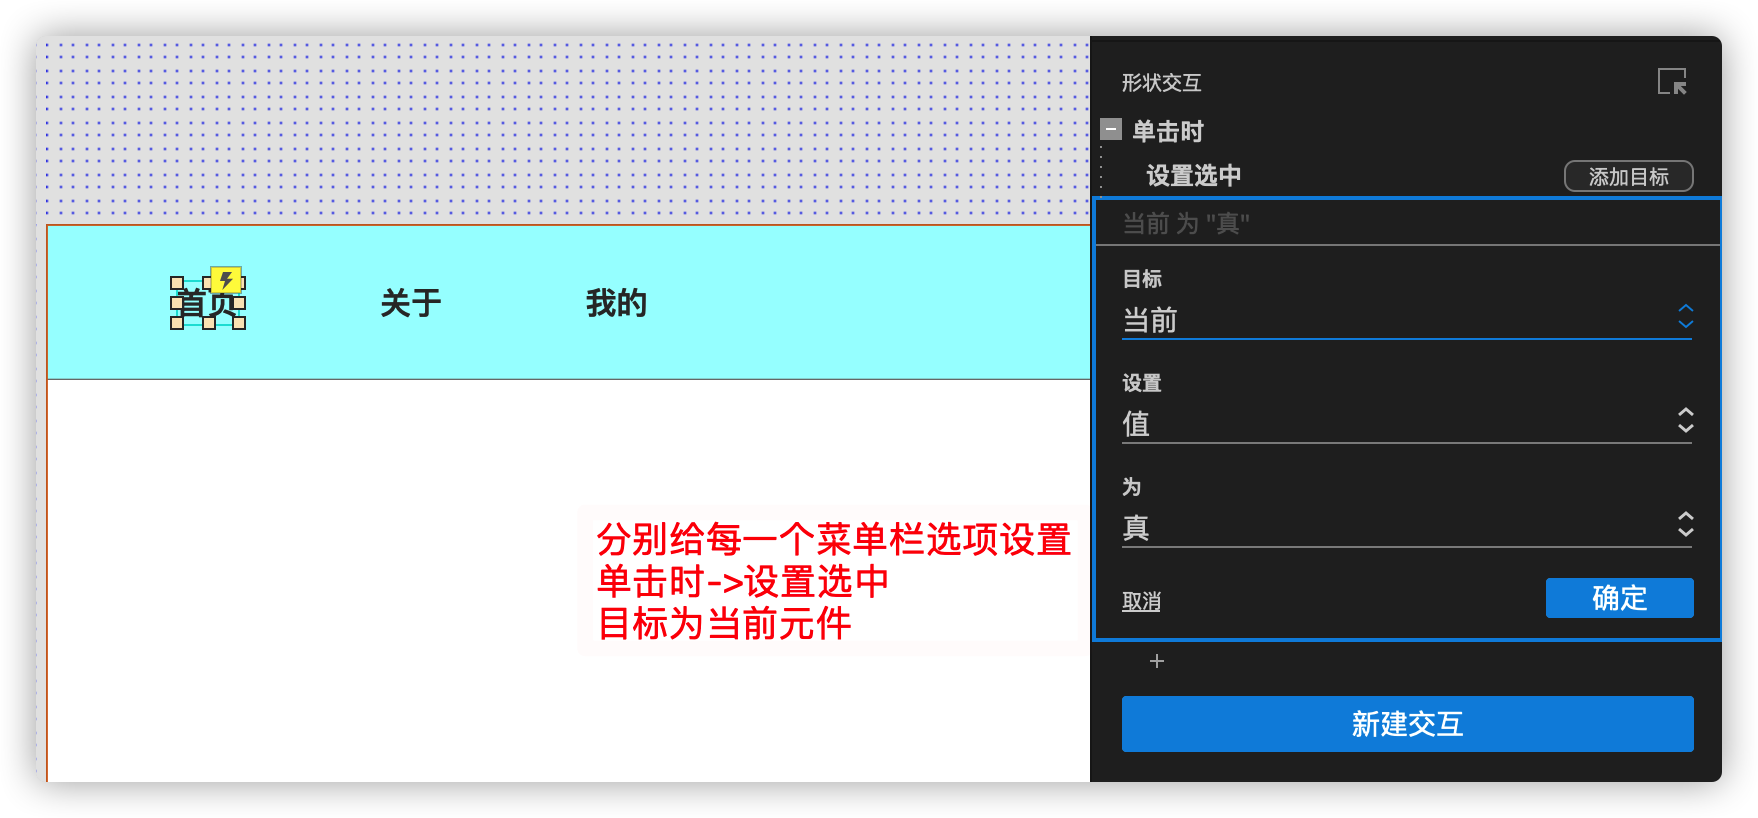 首页
关于
我的
分别给每一个菜单栏选项设置
单击时->设置选中
目标为当前元件
形状交互
单击时
设置选中
添加目标
当前 为 "真"
目标
当前
设置
值
为
真
取消
确定
+
新建交互